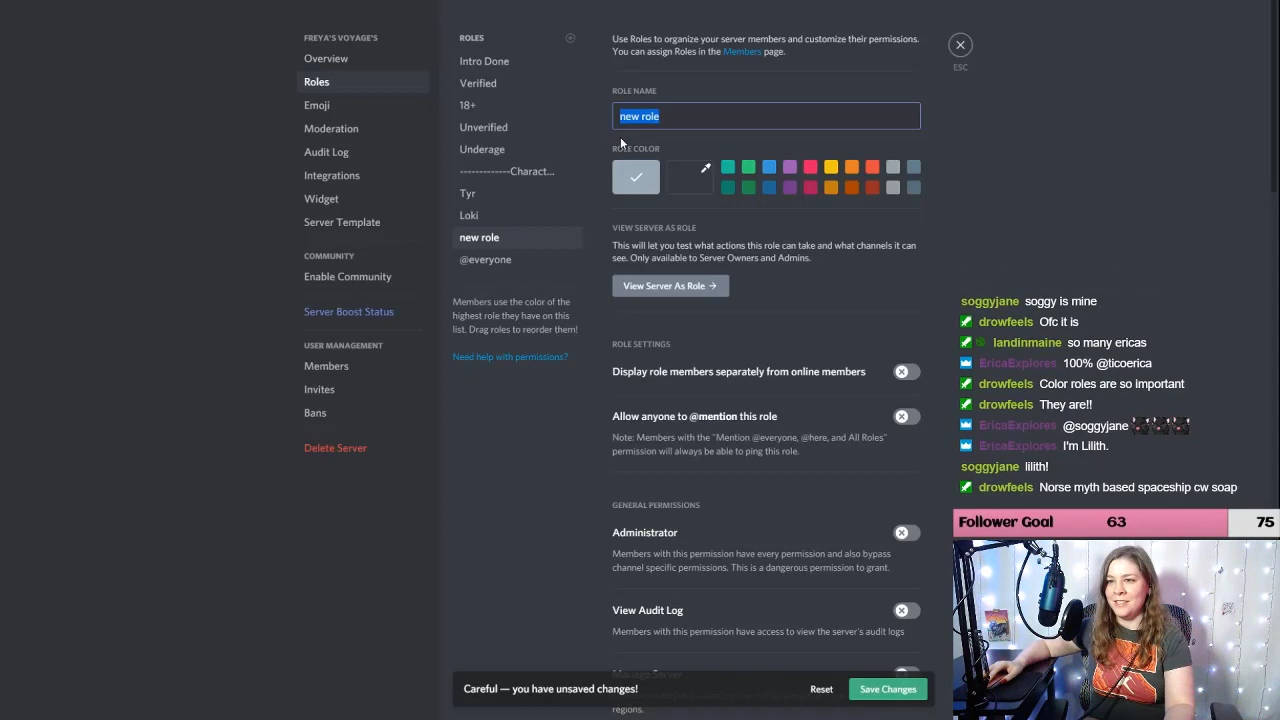 FREYA'S VOYAGE'S
Overview
Roles
Emoji
Moderation
Audit Log
Integrations
Widget
Server Template
COMMUNITY
Enable Community
Server Boost Status
USER MANAGEMENT
Members
Invites
Bans
Delete Server
ROLES
Intro Done
Verified
18+
Unverified
Underage
-------------Charact...
Tyr
Loki
new role
@everyone
Members use the color of the
highest role they have on this
list. Drag roles to reorder them!
Need help with permissions?
Use Roles to organize your server members and customize their permissions.
You can assign Roles in the Members page.
ESC
ROLE NAME
new role
ROLE COLOR
VIEW SERVER AS ROLE
This will let you test what actions this role can take and what channels it can
see. Only available to Server Owners and Admins.
View Server As Role →
ROLE SETTINGS
Display role members separately from online members
Allow anyone to @mention this role
Note: Members with the "Mention @everyone, @here, and All Roles"
permission will always be able to ping this role.
GENERAL PERMISSIONS
Administrator
Members with this permission have every permission and also bypass
channel specific permissions. This is a dangerous permission to grant.
View Audit Log
Members with this permission have access to view the server's audit logs
Manage Server
regions.
Careful — you have unsaved changes!
Reset
Save Changes
soggyjane soggy is mine
drowfeels Ofc it is
landinmaine so many ericas
EricaExplores 100% @ticoerica
drowfeels Color roles are so important
drowfeels They are!!
EricaExplores @soggyjane
EricaExplores I'm Lilith.
soggyjane lilith!
drowfeels Norse myth based spaceship cw soap
Follower Goal 63 75